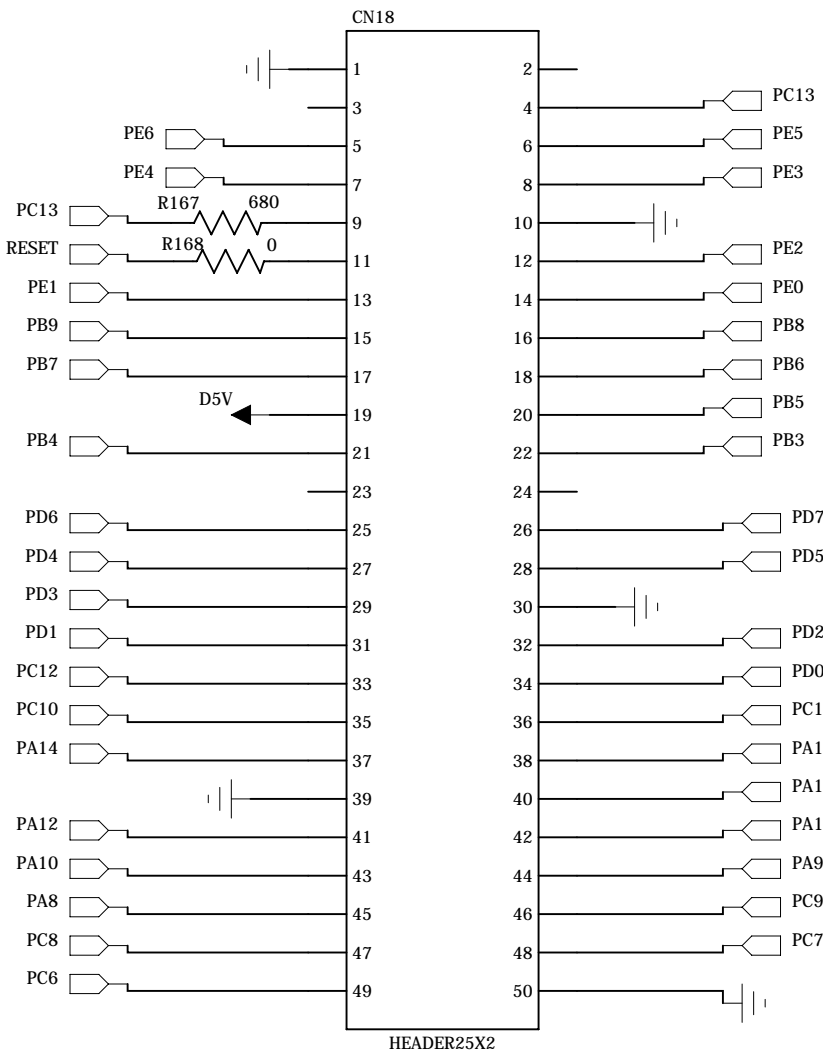 CN18
1 2
3 4 PC13
PE6 5 6 PE5
PE4 7 8 PE3
PC13 R167 680 9 10
RESET R168 0 11 12 PE2
PE1 13 14 PE0
PB9 15 16 PB8
PB7 17 18 PB6
D5V 19 20 PB5
PB4 21 22 PB3
23 24
PD6 25 26 PD7
PD4 27 28 PD5
PD3 29 30
PD1 31 32 PD2
PC12 33 34 PD0
PC10 35 36 PC1
PA14 37 38 PA1
39 40 PA1
PA12 41 42 PA1
PA10 43 44 PA9
PA8 45 46 PC9
PC8 47 48 PC7
PC6 49 50
HEADER25X2